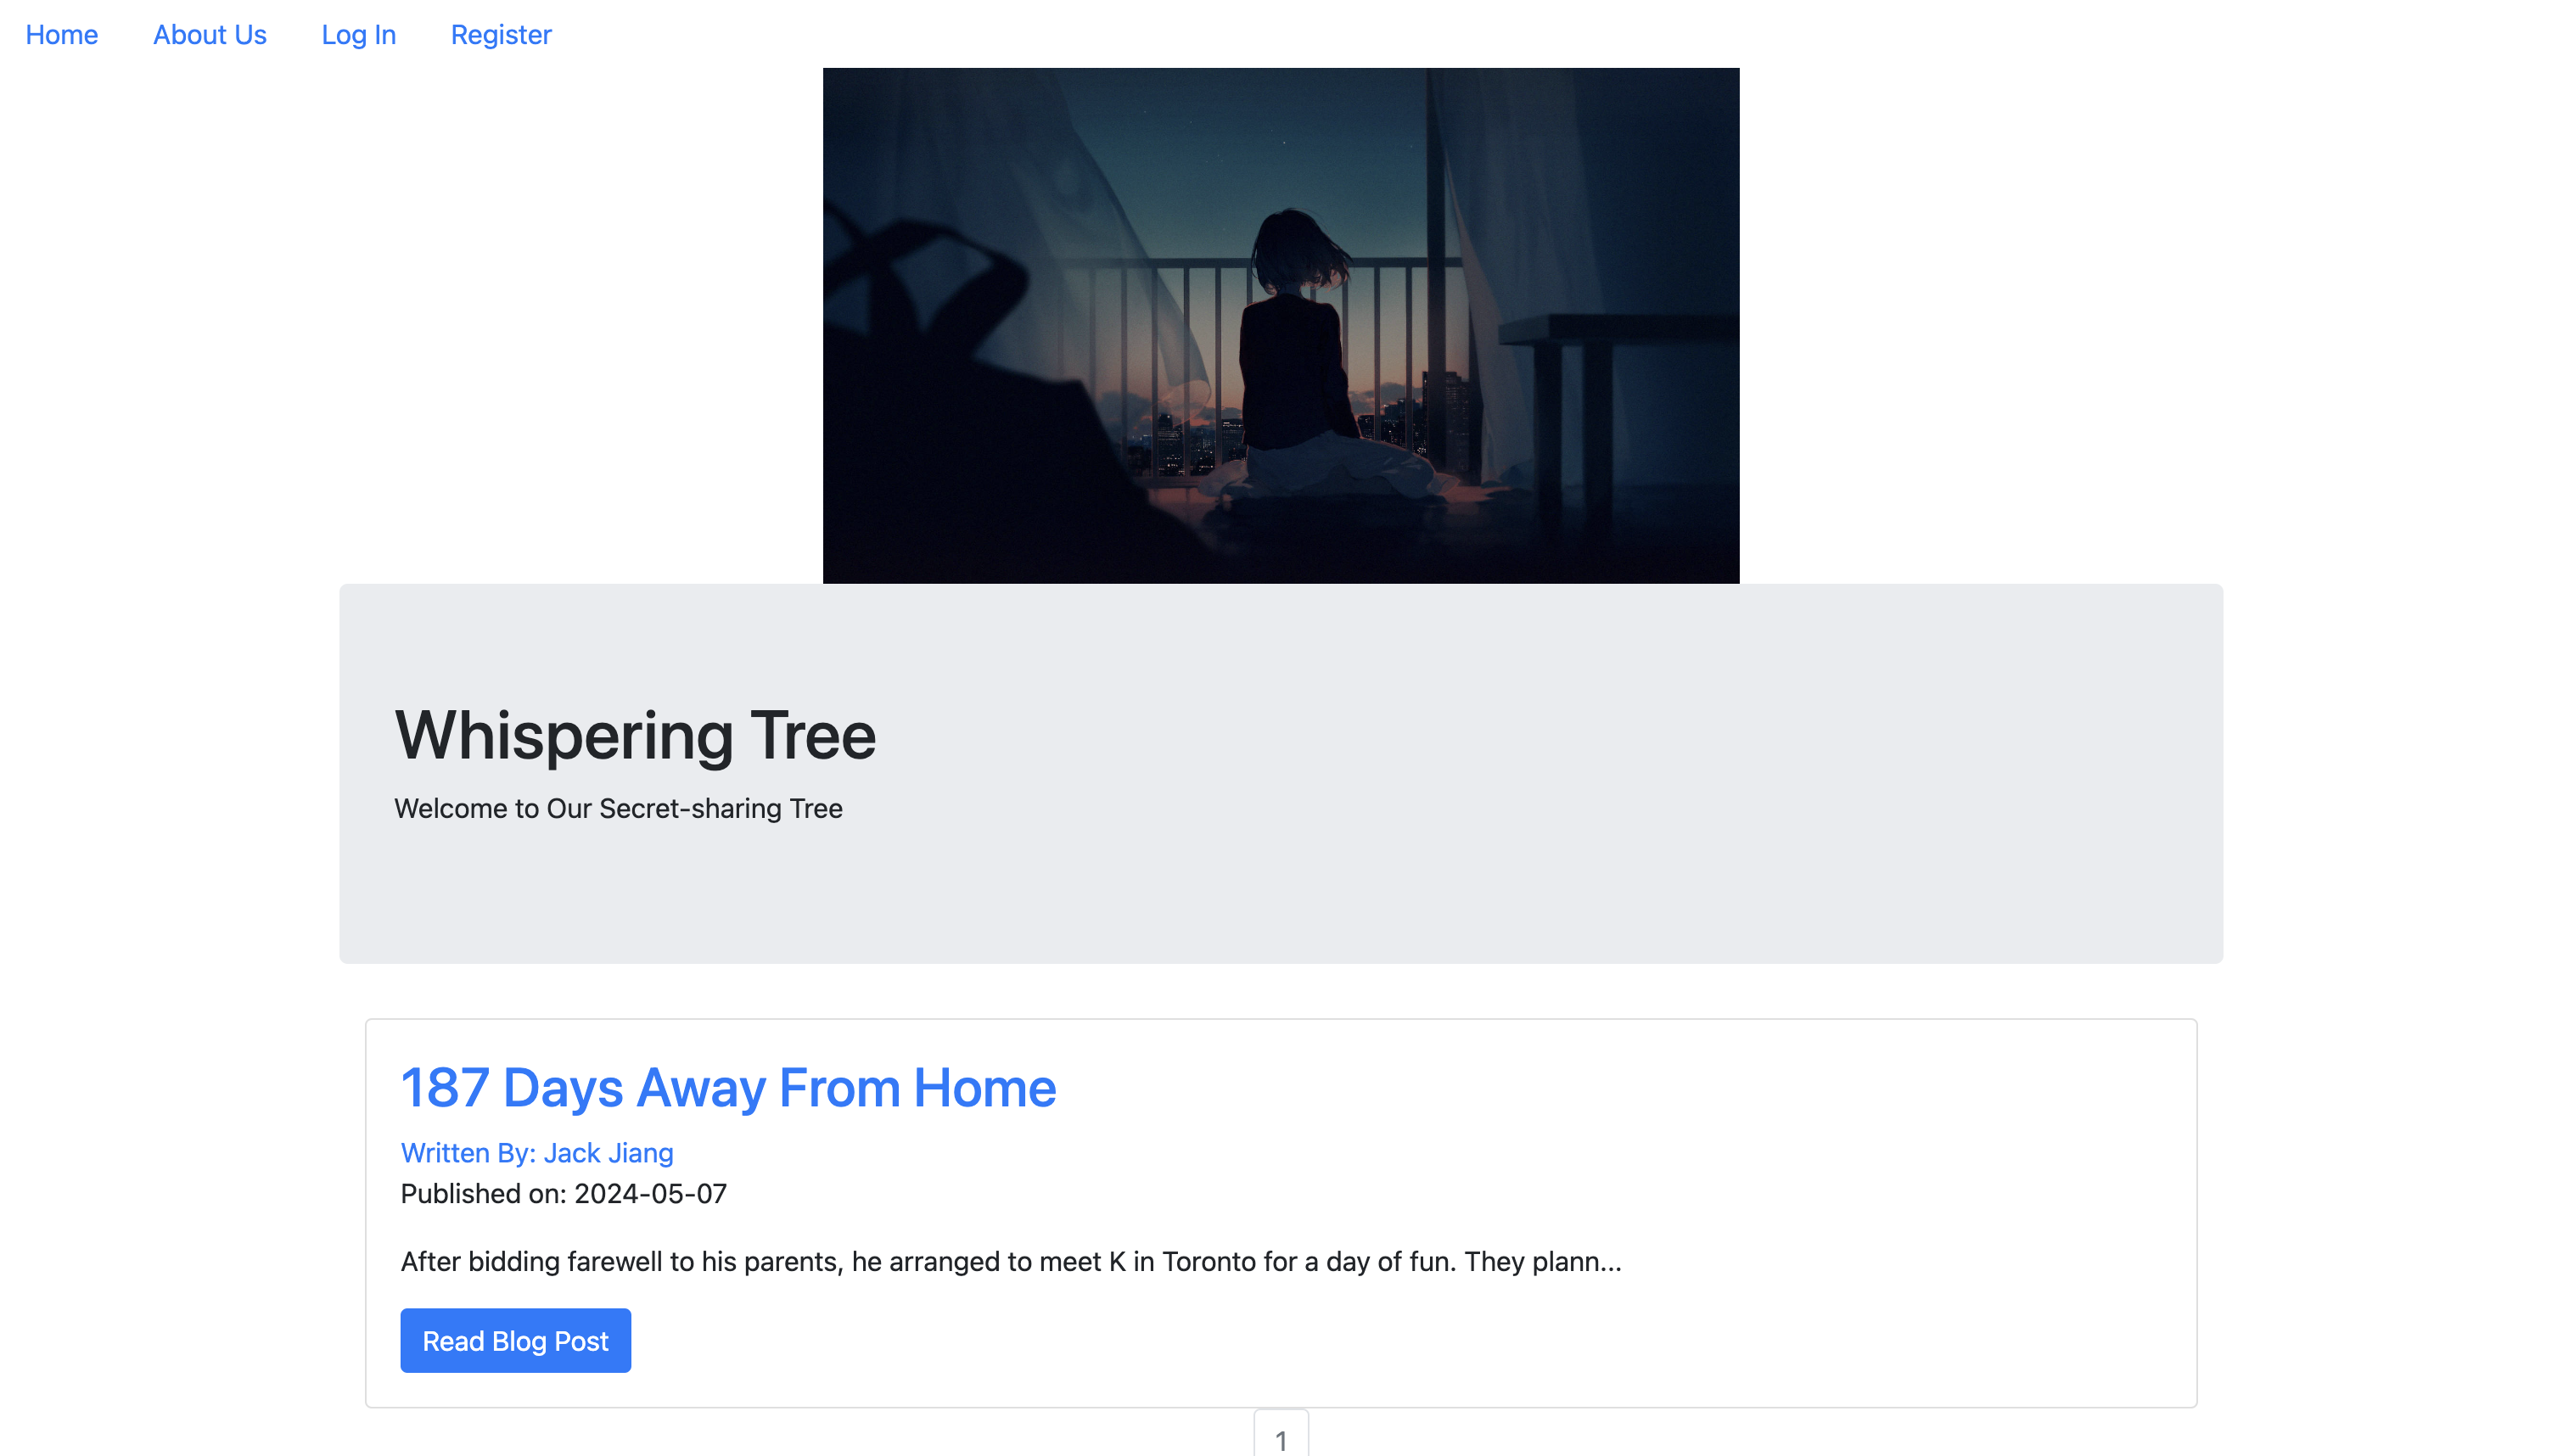 Home About Us Log In Register
Whispering Tree
Welcome to Our Secret-sharing Tree
187 Days Away From Home
Written By: Jack Jiang
Published on: 2024-05-07
After bidding farewell to his parents, he arranged to meet K in Toronto for a day of fun. They plann...
Read Blog Post
1